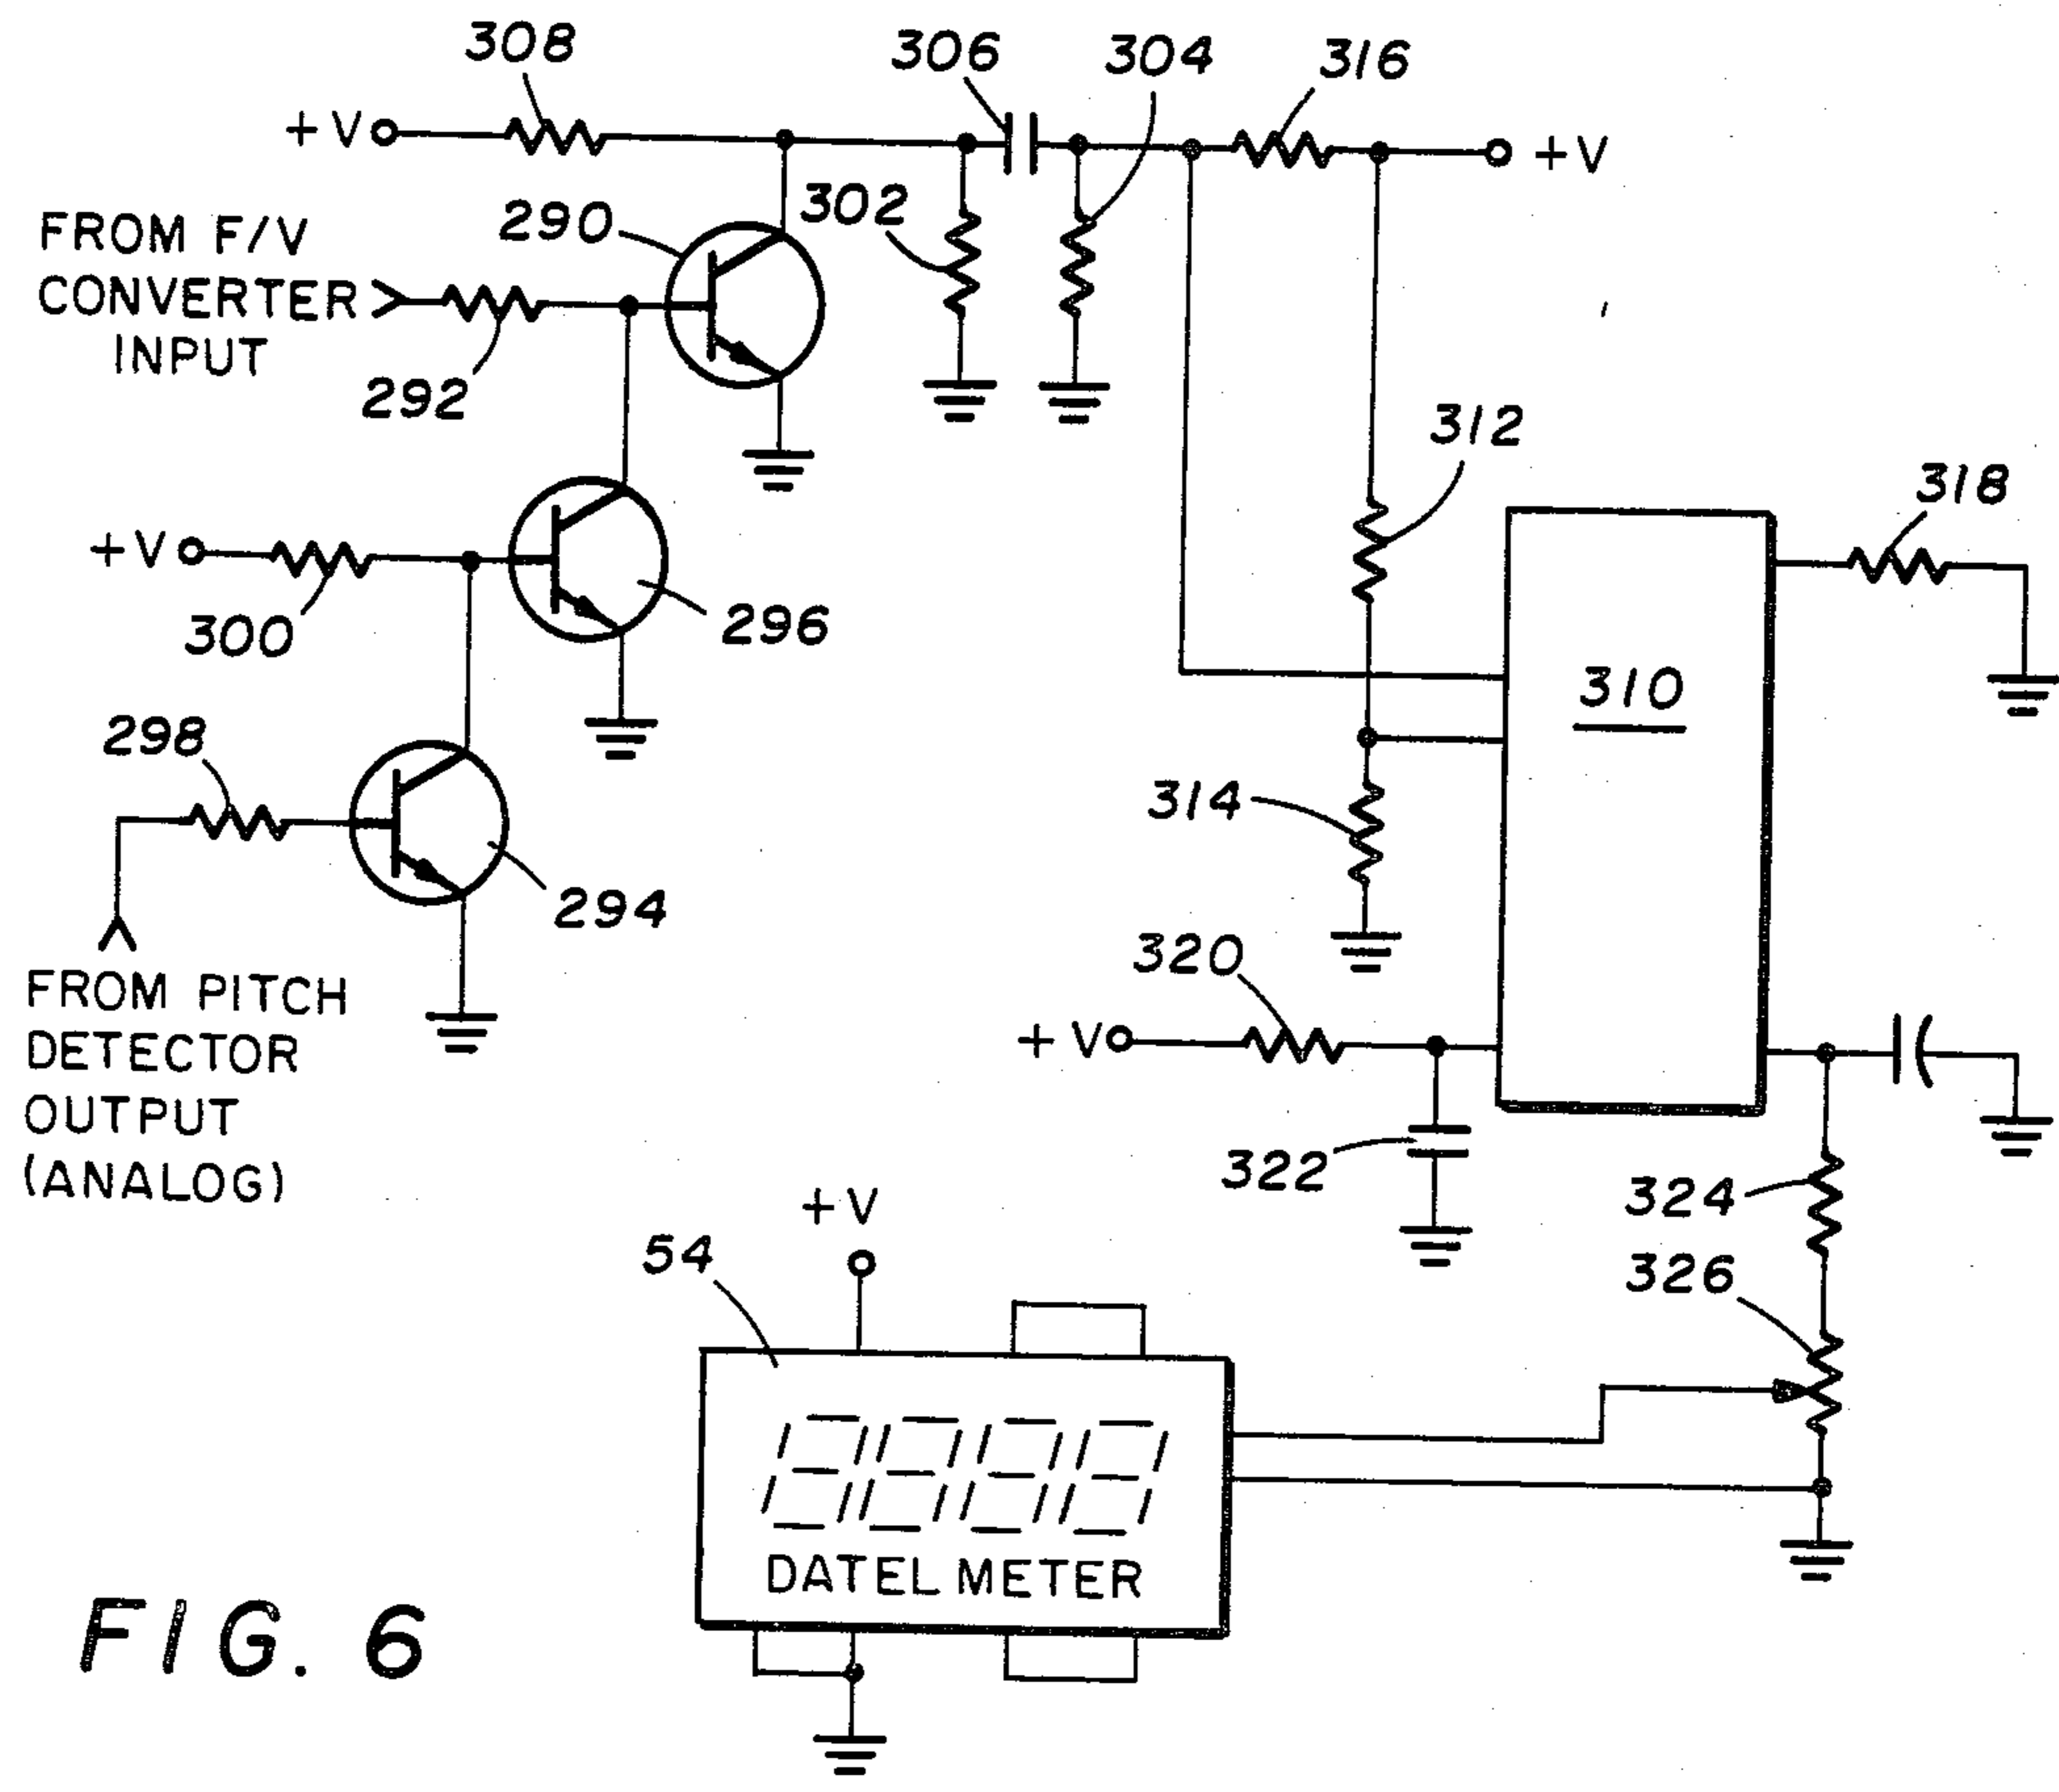 308
306
304
316
+V
+V
290
302
FROM F/V
CONVERTER
INPUT
292
312
318
+V
300
296
310
298
314
294
320
FROM PITCH
DETECTOR
OUTPUT
(ANALOG)
+V
322
324
+V
54
326
8888
DATEL METER
FIG. 6